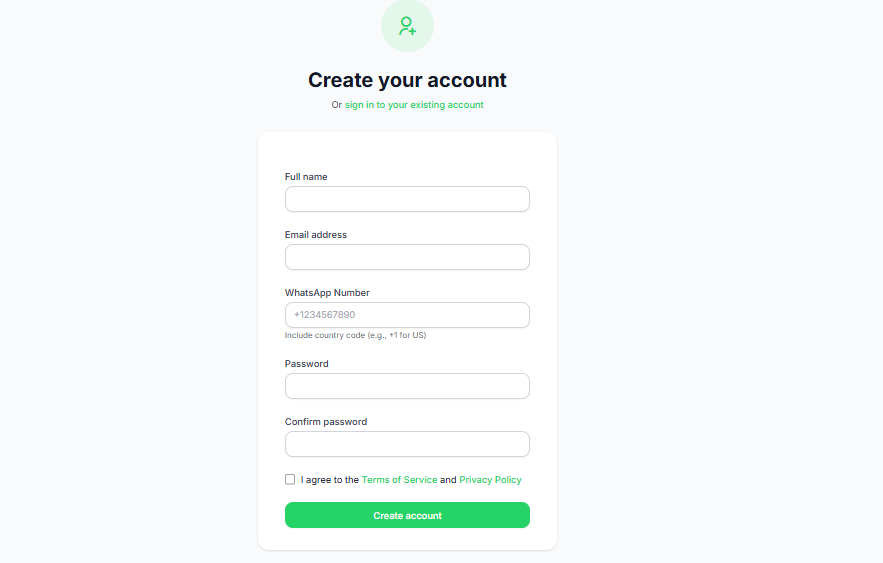 Create your account
Or sign in to your existing account
Full name
Email address
WhatsApp Number
+1234567890
Include country code (e.g., +1 for US)
Password
Confirm password
I agree to the Terms of Service and Privacy Policy
Create account